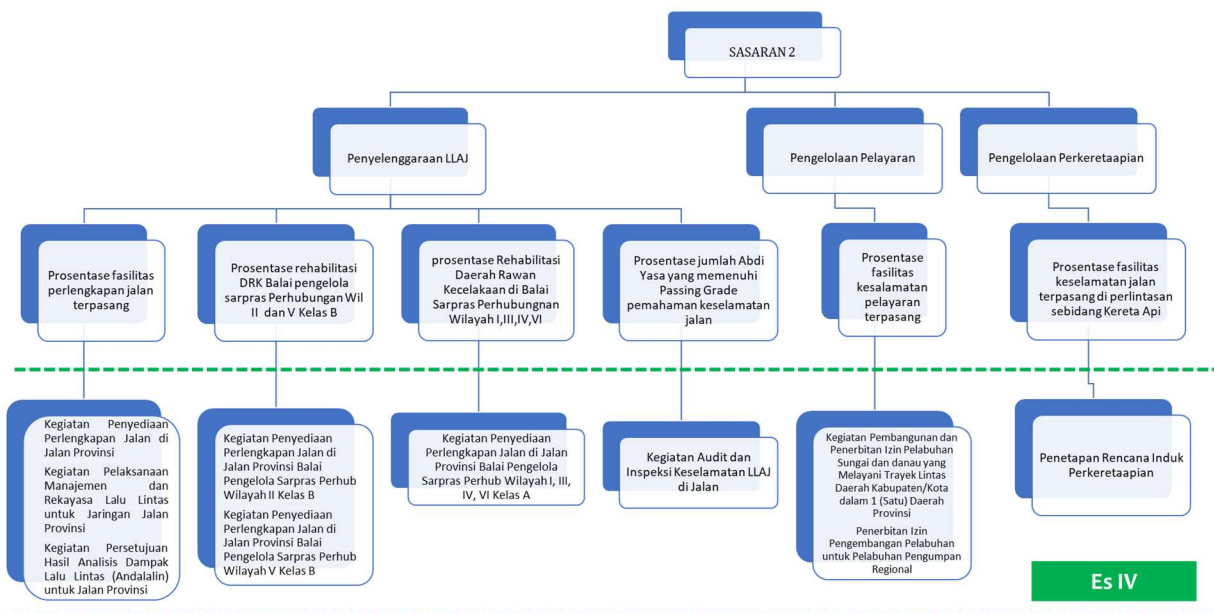 SASARAN 2
Penyelenggaraan LLAJ
Pengelolaan Pelayaran
Pengelolaan Perkeretaapian
Prosentase fasilitas
perlengkapan jalan
terpasang
Prosentase rehabilitasi
DRK Balai pengelola
sarpras Perhubungan Wil
II dan V Kelas B
prosentase Rehabilitasi
Daerah Rawan
Kecelakaan di Balai
Sarpras Perhubungnan
Wilayah I,III,IV,VI
Prosentase jumlah Abdi
Yasa yang memenuhi
Passing Grade
pemahaman keselamatan
jalan
Prosentase
fasilitas
kesalamatan
pelayaran
terpasang
Prosentase fasilitas
keselamatan jalan
terpasang di perlintasan
sebidang Kereta Api
Kegiatan Penyediaan
Perlengkapan Jalan di
Jalan Provinsi
Kegiatan Pelaksanaan
Manajemen dan
Rekayasa Lalu Lintas
untuk Jaringan Jalan
Provinsi
Kegiatan Persetujuan
Hasil Analisis Dampak
Lalu Lintas (Andalalin)
untuk Jalan Provinsi
Kegiatan Penyediaan
Perlengkapan Jalan di
Jalan Provinsi Balai
Pengelola Sarpras Perhub
Wilayah II Kelas B
Kegiatan Penyediaan
Perlengkapan Jalan di
Jalan Provinsi Balai
Pengelola Sarpras Perhub
Wilayah V Kelas B
Kegiatan Penyediaan
Perlengkapan Jalan di Jalan
Provinsi Balai Pengelola
Sarpras Perhub Wilayah I, III,
IV, VI Kelas A
Kegiatan Audit dan
Inspeksi Keselamatan LLAJ
di Jalan
Kegiatan Pembangunan dan
Penerbitan Izin Pelabuhan
Sungai dan danau yang
Melayani Trayek Lintas
Daerah Kabupaten/Kota
dalam 1 (Satu) Daerah
Provinsi
Penerbitan Izin
Pengembangan Pelabuhan
untuk Pelabuhan Pengumpan
Regional
Penetapan Rencana Induk
Perkeretaapian
Es IV